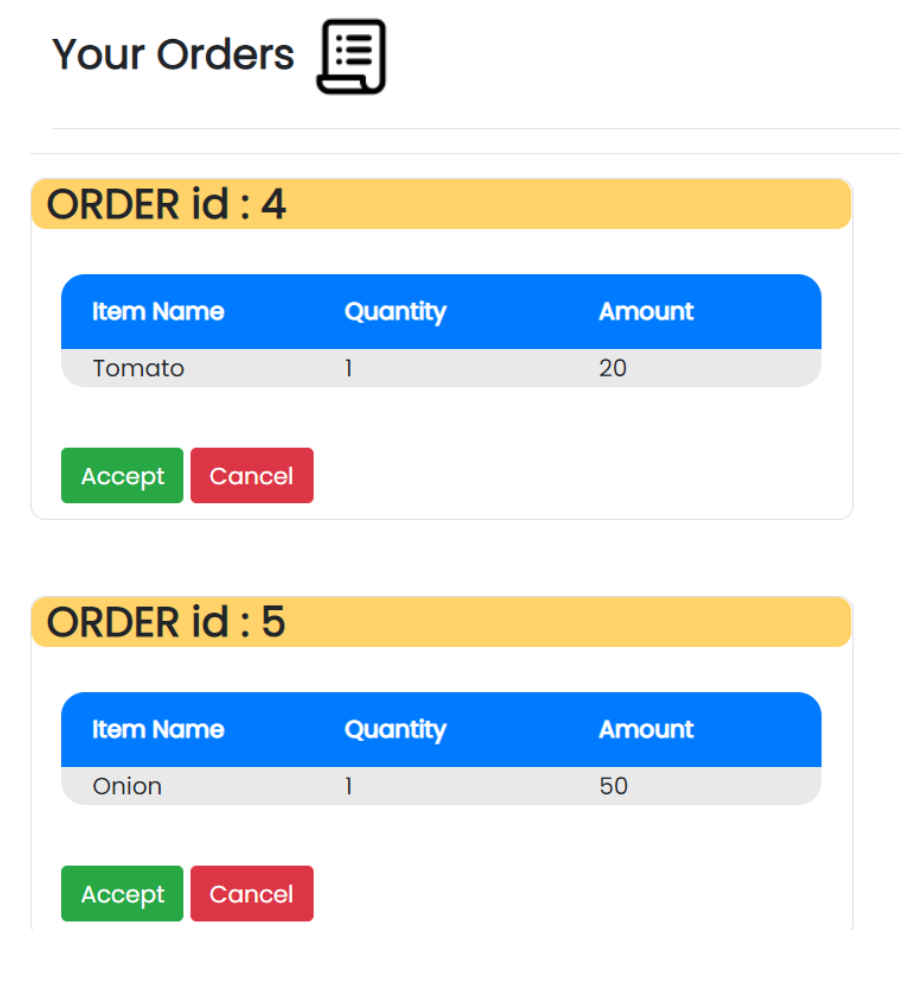 Your Orders
ORDER id : 4
Item Name Quantity Amount
Tomato 1 20
Accept Cancel
ORDER id : 5
Item Name Quantity Amount
Onion 1 50
Accept Cancel